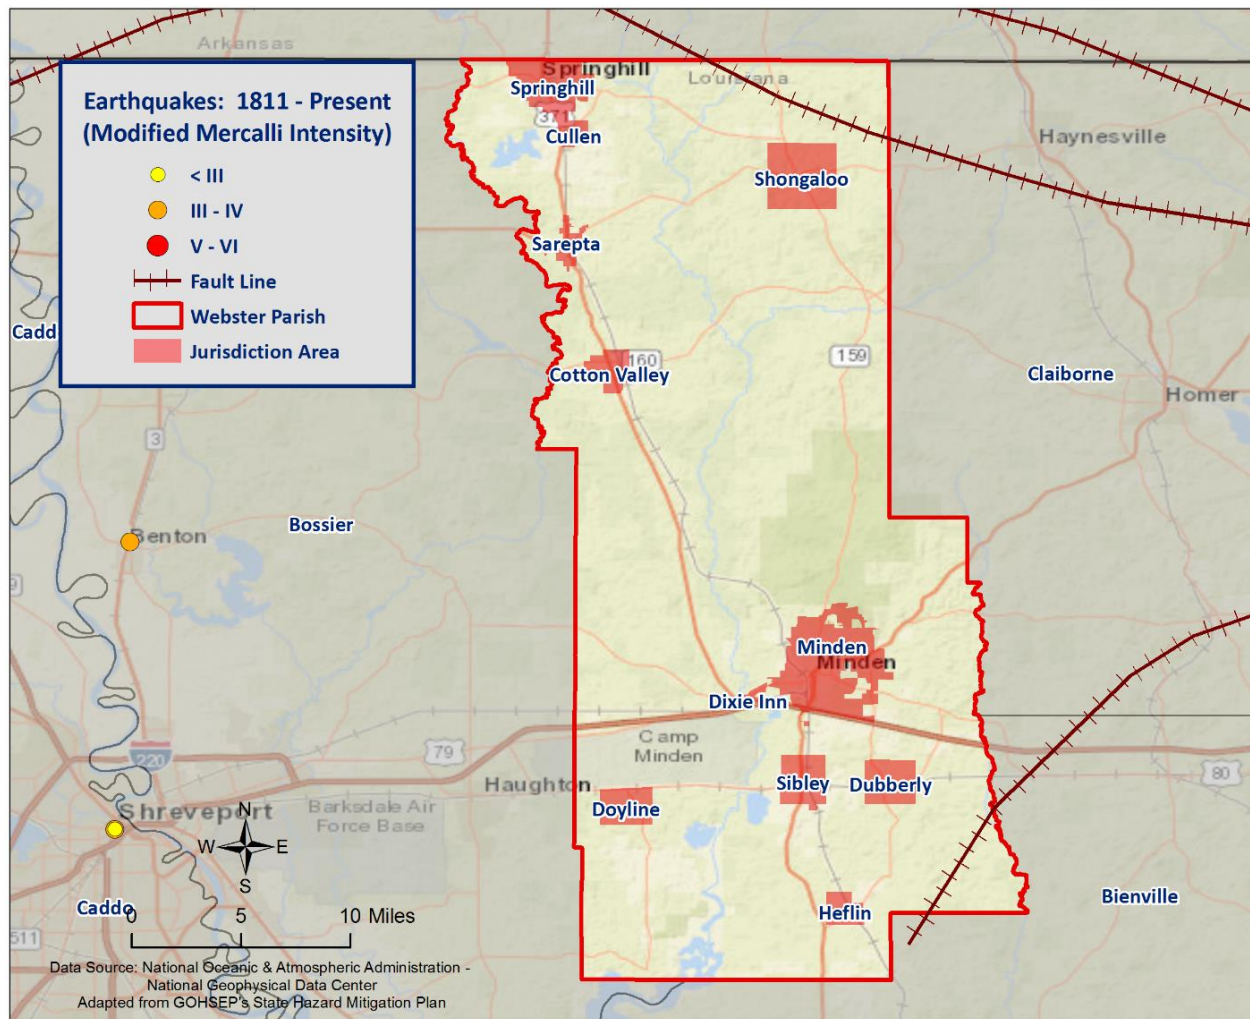 Arkansas
Louisiana
Springhill
Springhill
371
Cullen
Haynesville
Shongaloo
Earthquakes: 1811 - Present
(Modified Mercalli Intensity)
< III
III - IV
V - VI
Fault Line
Webster Parish
Jurisdiction Area
Sarepta
Cadd
160
Cotton Valley
159
Claiborne
Homer
3
Bossier
Benton
9
Minden
Minden
Dixie Inn
Camp
Minden
79
220
80
Haughton
Sibley
Dubberly
Doyline
Shreveport
Barksdale Air
Force Base
N
W
E
S
Bienville
Caddo
Heflin
0 5 10 Miles
511
Data Source: National Oceanic & Atmospheric Administration -
National Geophysical Data Center
Adapted from GOHSEP's State Hazard Mitigation Plan